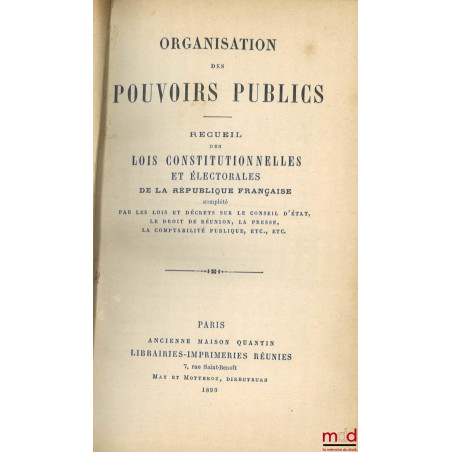 ORGANISATION
DES
POUVOIRS PUBLICS
RECUEIL
DES
LOIS CONSTITUTIONNELLES
ET ÉLECTORALES
DE LA RÉPUBLIQUE FRANÇAISE
complété
PAR LES LOIS ET DÉCRETS SUR LE CONSEIL D'ÉTAT,
LE DROIT DE RÉUNION, LA PRESSE,
LA COMPTABILITÉ PUBLIQUE, ETC., ETC.
PARIS
ANCIENNE MAISON QUANTIN
LIBRAIRIES-IMPRIMERIES RÉUNIES
7, rue Saint-Benoît
MAY ET MOTTEROZ, DIRECTEURS
mdd
la mémoire du droit